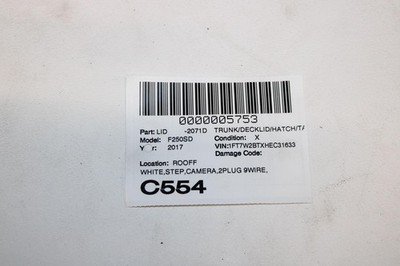 0000005753
Part: LID -2071D TRUNK/DECKLID/HATCH/TA
Model: F250SD Condition: X
Y r: 2017 VIN:1FT7W2BTXHEC31633
Damage Code:
Location: ROOFF
WHITE,STEP,CAMERA,2PLUG 9WIRE,
C554